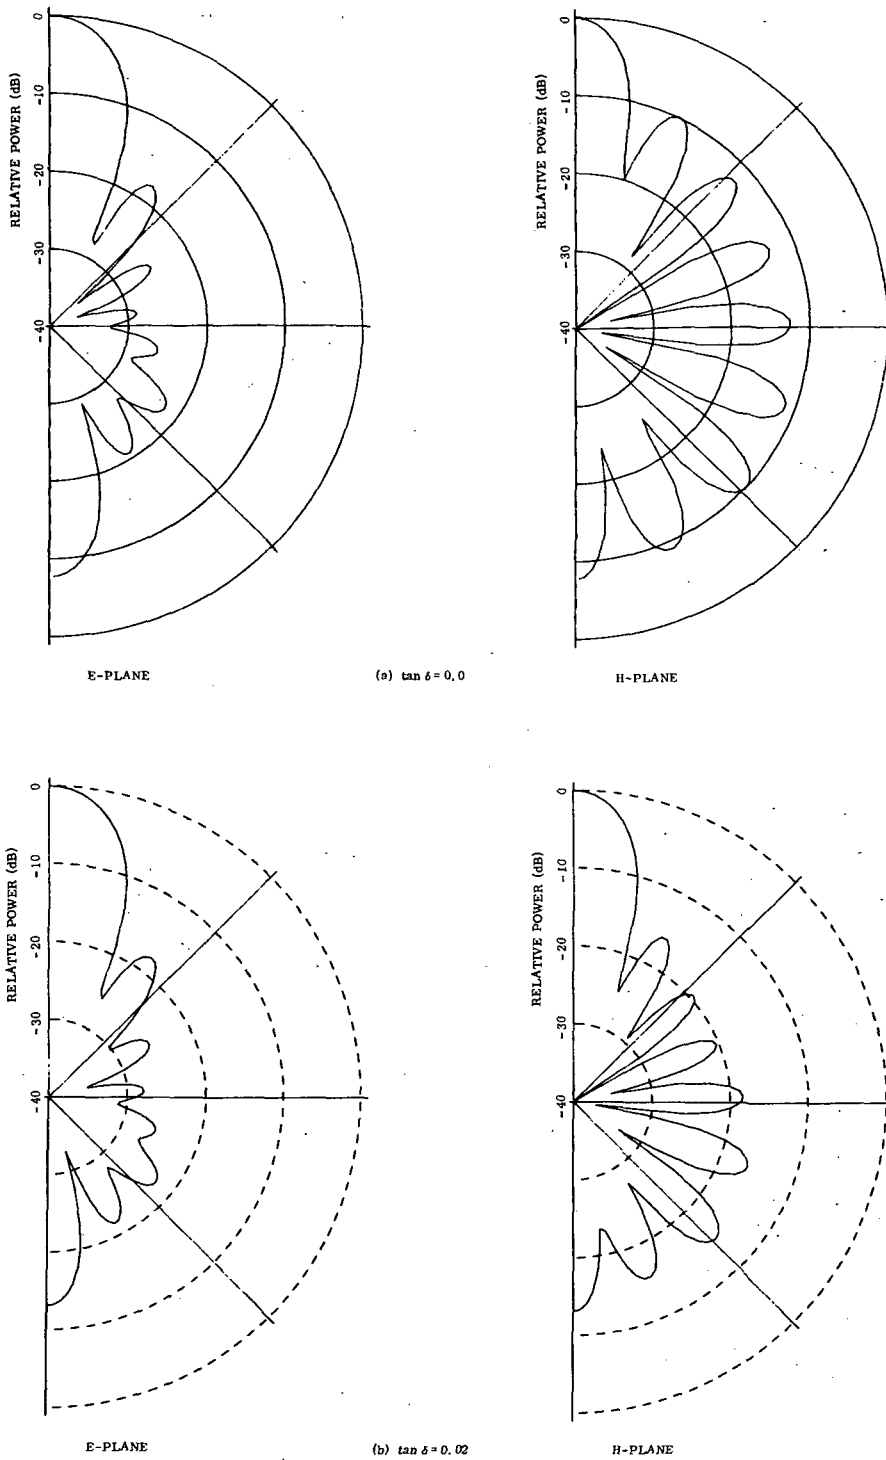 RELATIVE POWER (dB)
0
-10
-20
-30
-40
E-PLANE
RELATIVE POWER (dB)
0
-10
-20
-30
-40
H-PLANE
(a) tan δ = 0.0
RELATIVE POWER (dB)
0
-10
-20
-30
-40
E-PLANE
RELATIVE POWER (dB)
0
-10
-20
-30
-40
H-PLANE
(b) tan δ = 0.02